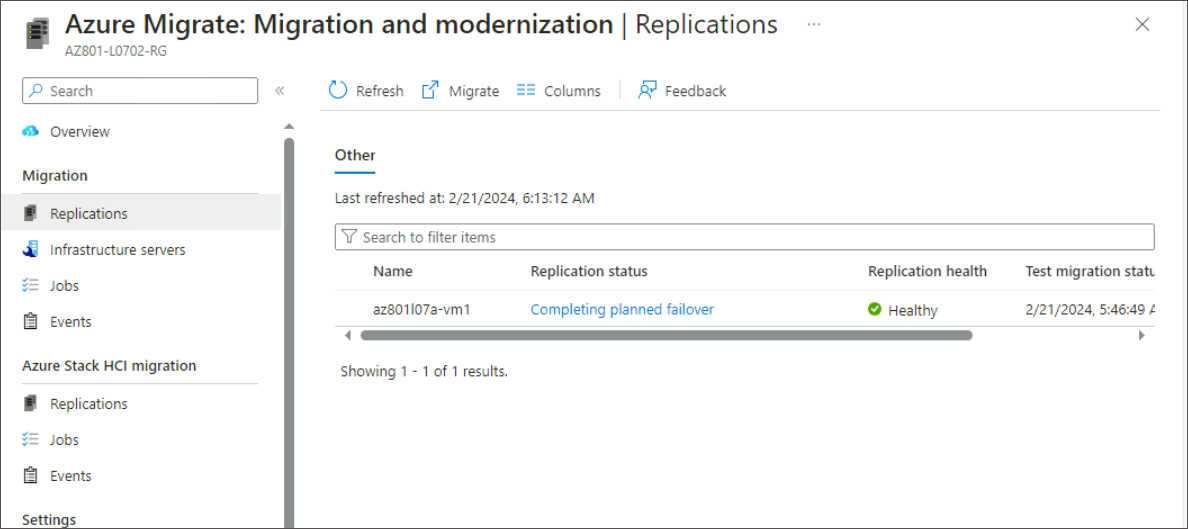 Azure Migrate: Migration and modernization | Replications ...
AZ801-L0702-RG
Search
«
Overview
Migration
Replications
Infrastructure servers
Jobs
Events
Azure Stack HCI migration
Replications
Jobs
Events
Settings
Refresh Migrate Columns Feedback
Other
Last refreshed at: 2/21/2024, 6:13:12 AM
Search to filter items
Name Replication status Replication health Test migration statu
az801l07a-vm1 Completing planned failover Healthy 2/21/2024, 5:46:49 A
Showing 1 - 1 of 1 results.